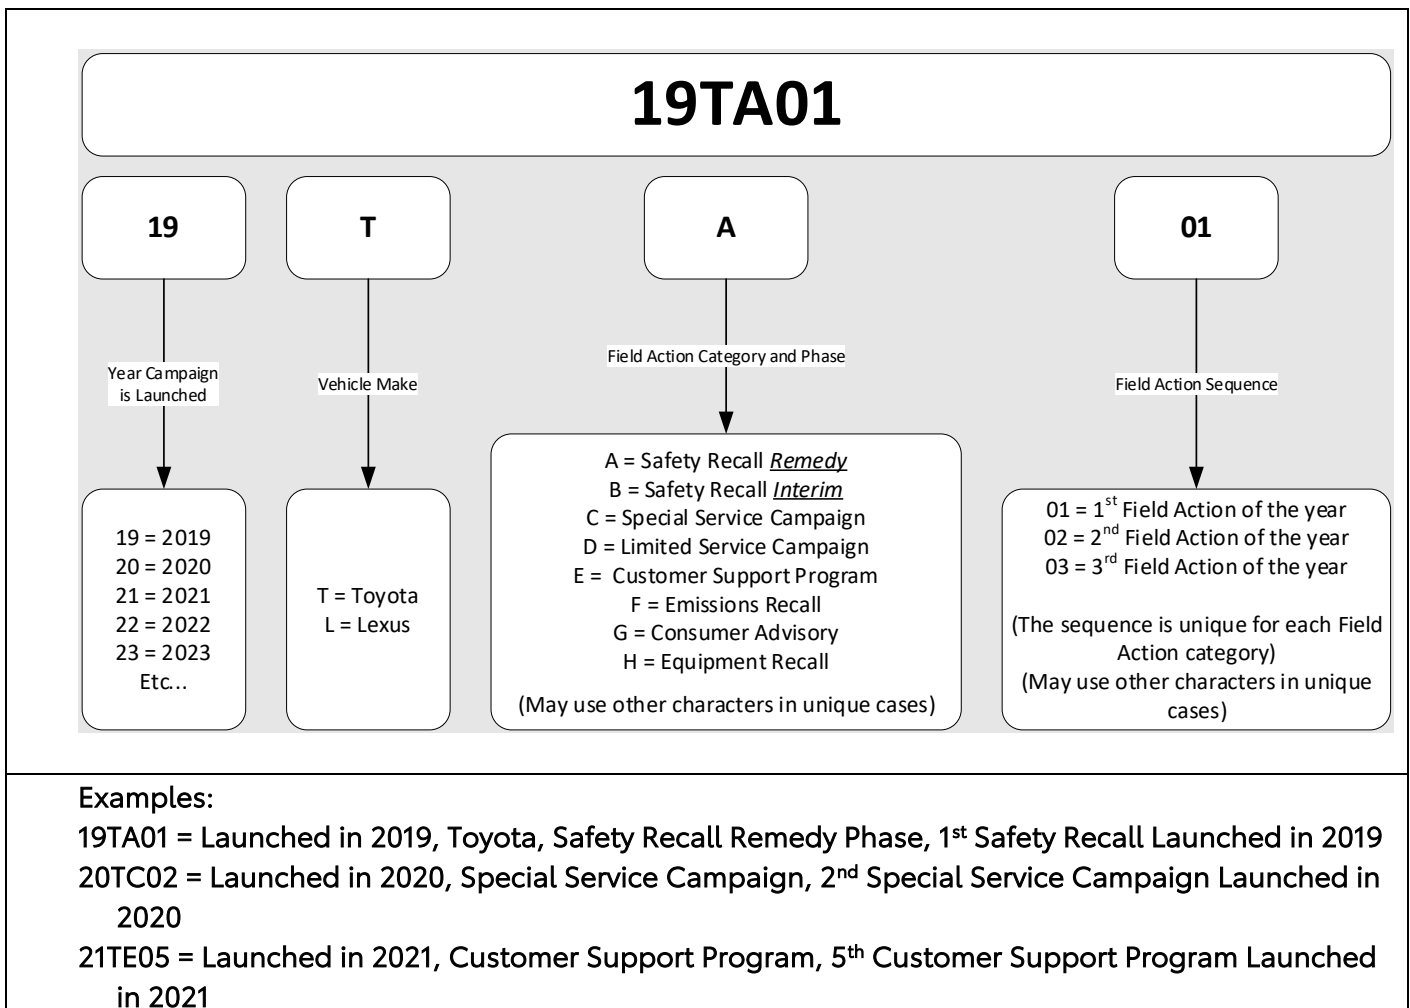 19TA01
19
T
A
01
Year Campaign
is Launched
Vehicle Make
Field Action Category and Phase
Field Action Sequence
19 = 2019
20 = 2020
21 = 2021
22 = 2022
23 = 2023
Etc...
T = Toyota
L = Lexus
A = Safety Recall Remedy
B = Safety Recall Interim
C = Special Service Campaign
D = Limited Service Campaign
E =  Customer Support Program
F = Emissions Recall
G = Consumer Advisory
H = Equipment Recall
(May use other characters in unique cases)
01 = 1st Field Action of the year
02 = 2nd Field Action of the year
03 = 3rd Field Action of the year
(The sequence is unique for each Field
Action category)
(May use other characters in unique
cases)
Examples:
19TA01 = Launched in 2019, Toyota, Safety Recall Remedy Phase, 1st Safety Recall Launched in 2019
20TC02 = Launched in 2020, Special Service Campaign, 2nd Special Service Campaign Launched in
2020
21TE05 = Launched in 2021, Customer Support Program, 5th Customer Support Program Launched
in 2021